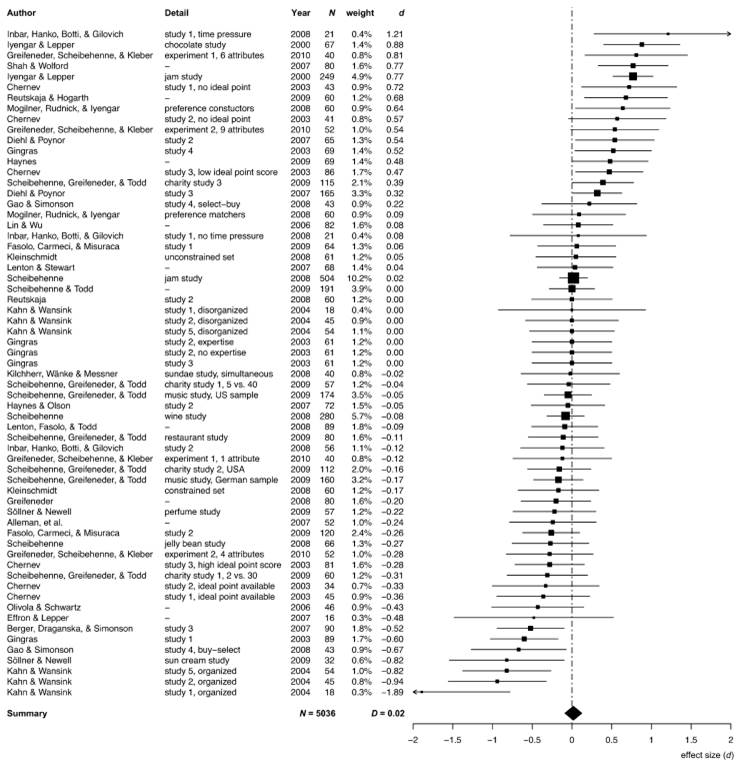 Author Detail Year N weight d
Inbar, Hanko, Botti, & Gilovich study 1, time pressure 2008 21 0.4% 1.21
Iyengar & Lepper chocolate study 2000 67 1.4% 0.88
Greifeneder, Scheibehenne, & Kleber experiment 1, 6 attributes 2010 40 0.8% 0.81
Shah & Wolford – 2007 80 1.6% 0.77
Iyengar & Lepper jam study 2000 249 4.9% 0.77
Chernev study 1, no ideal point 2003 43 0.9% 0.72
Reutskaja & Hogarth – 2009 60 1.2% 0.68
Mogilner, Rudnick, & Iyengar preference constuctors 2008 60 0.9% 0.64
Chernev study 2, no ideal point 2003 41 0.8% 0.57
Greifeneder, Scheibehenne, & Kleber experiment 2, 9 attributes 2010 52 1.0% 0.54
Diehl & Poynor study 2 2007 65 1.3% 0.54
Gingras study 4 2003 69 1.4% 0.52
Haynes – 2009 69 1.4% 0.48
Chernev study 3, low ideal point score 2003 86 1.7% 0.47
Scheibehenne, Greifeneder, & Todd charity study 3 2009 115 2.1% 0.39
Diehl & Poynor study 3 2007 165 3.3% 0.32
Gao & Simonson study 4, select–buy 2008 43 0.9% 0.22
Mogilner, Rudnick, & Iyengar preference matchers 2008 60 0.9% 0.09
Lin & Wu – 2006 82 1.6% 0.08
Inbar, Hanko, Botti, & Gilovich study 1, no time pressure 2008 21 0.4% 0.08
Fasolo, Carmeci, & Misuraca study 1 2009 64 1.3% 0.06
Kleinschmidt unconstrained set 2008 61 1.2% 0.05
Lenton & Stewart – 2007 68 1.4% 0.04
Scheibehenne jam study 2008 504 10.2% 0.02
Scheibehenne & Todd – 2009 191 3.9% 0.00
Reutskaja study 2 2008 60 1.2% 0.00
Kahn & Wansink study 1, disorganized 2004 18 0.4% 0.00
Kahn & Wansink study 2, disorganized 2004 45 0.9% 0.00
Kahn & Wansink study 5, disorganized 2004 54 1.1% 0.00
Gingras study 2, expertise 2003 61 1.2% 0.00
Gingras study 2, no expertise 2003 61 1.2% 0.00
Gingras study 3 2003 61 1.2% 0.00
Kilchherr, Wänke & Messner sundae study, simultaneous 2008 40 0.8% −0.02
Scheibehenne, Greifeneder, & Todd charity study 1, 5 vs. 40 2009 57 1.2% −0.04
Scheibehenne, Greifeneder, & Todd music study, US sample 2009 174 3.5% −0.05
Haynes & Olson study 2 2007 72 1.5% −0.05
Scheibehenne wine study 2008 280 5.7% −0.08
Lenton, Fasolo, & Todd – 2008 89 1.8% −0.09
Scheibehenne, Greifeneder, & Todd restaurant study 2009 80 1.6% −0.11
Inbar, Hanko, Botti, & Gilovich study 2 2008 56 1.1% −0.12
Greifeneder, Scheibehenne, & Kleber experiment 1, 1 attribute 2010 40 0.8% −0.12
Scheibehenne, Greifeneder, & Todd charity study 2, USA 2009 112 2.0% −0.16
Scheibehenne, Greifeneder, & Todd music study, German sample 2009 160 3.2% −0.17
Kleinschmidt constrained set 2008 60 1.2% −0.17
Greifeneder – 2008 80 1.6% −0.20
Söllner & Newell perfume study 2009 57 1.2% −0.22
Alleman, et al. – 2007 52 1.0% −0.24
Fasolo, Carmeci, & Misuraca study 2 2009 120 2.4% −0.26
Scheibehenne jelly bean study 2008 66 1.3% −0.27
Greifeneder, Scheibehenne, & Kleber experiment 2, 4 attributes 2010 52 1.0% −0.28
Chernev study 3, high ideal point score 2003 81 1.6% −0.28
Scheibehenne, Greifeneder, & Todd charity study 1, 2 vs. 30 2009 60 1.2% −0.31
Chernev study 2, ideal point available 2003 34 0.7% −0.33
Chernev study 1, ideal point available 2003 45 0.9% −0.36
Olivola & Schwartz – 2006 46 0.9% −0.43
Effron & Lepper – 2007 16 0.3% −0.48
Berger, Draganska, & Simonson study 3 2007 90 1.8% −0.52
Gingras study 1 2003 89 1.7% −0.60
Gao & Simonson study 4, buy–select 2008 43 0.9% −0.67
Söllner & Newell sun cream study 2009 32 0.6% −0.82
Kahn & Wansink study 5, organized 2004 54 1.0% −0.82
Kahn & Wansink study 2, organized 2004 45 0.8% −0.94
Kahn & Wansink study 1, organized 2004 18 0.3% −1.89
Summary N = 5036 D = 0.02
−2 −1.5 −1 −0.5 0 0.5 1 1.5 2
effect size (d)